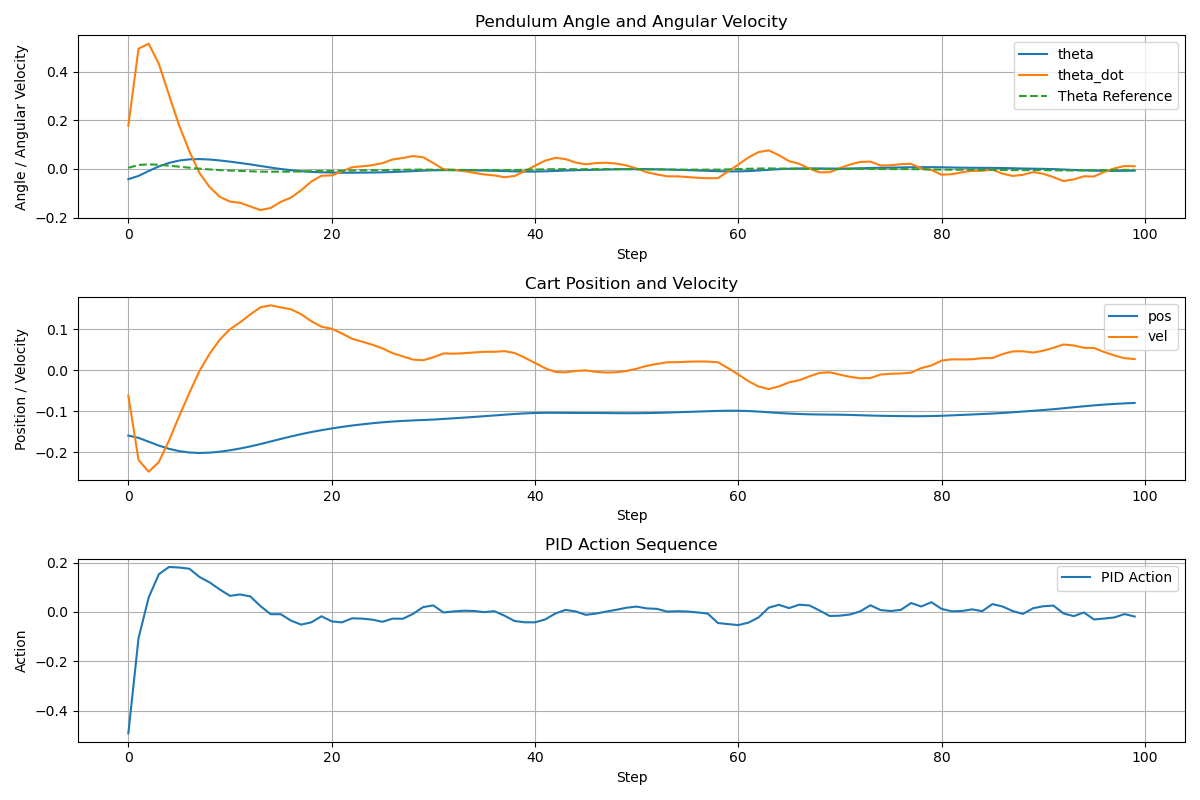 Pendulum Angle and Angular Velocity
Angle / Angular Velocity
0.4
0.2
0.0
−0.2
theta
theta_dot
Theta Reference
0 20 40 60 80 100
Step
Cart Position and Velocity
Position / Velocity
0.1
0.0
−0.1
−0.2
pos
vel
0 20 40 60 80 100
Step
PID Action Sequence
Action
0.2
0.0
−0.2
−0.4
PID Action
0 20 40 60 80 100
Step